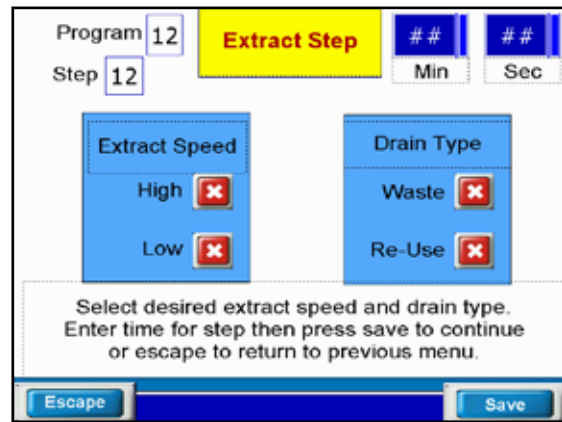 Program 12
Extract Step
## ##
Min Sec
Step 12
Extract Speed
High
Low
Drain Type
Waste
Re-Use
Select desired extract speed and drain type.
Enter time for step then press save to continue
or escape to return to previous menu.
Escape
Save